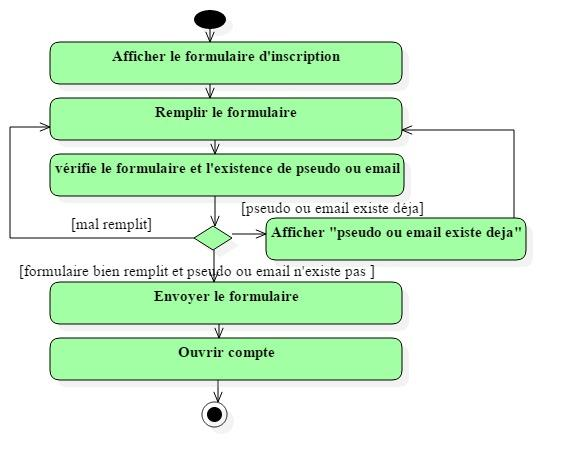 Afficher le formulaire d'inscription
Remplir le formulaire
vérifie le formulaire et l'existence de pseudo ou email
[pseudo ou email existe déja]
[mal remplit]
Afficher "pseudo ou email existe deja"
[formulaire bien remplit et pseudo ou email n'existe pas ]
Envoyer le formulaire
Ouvrir compte